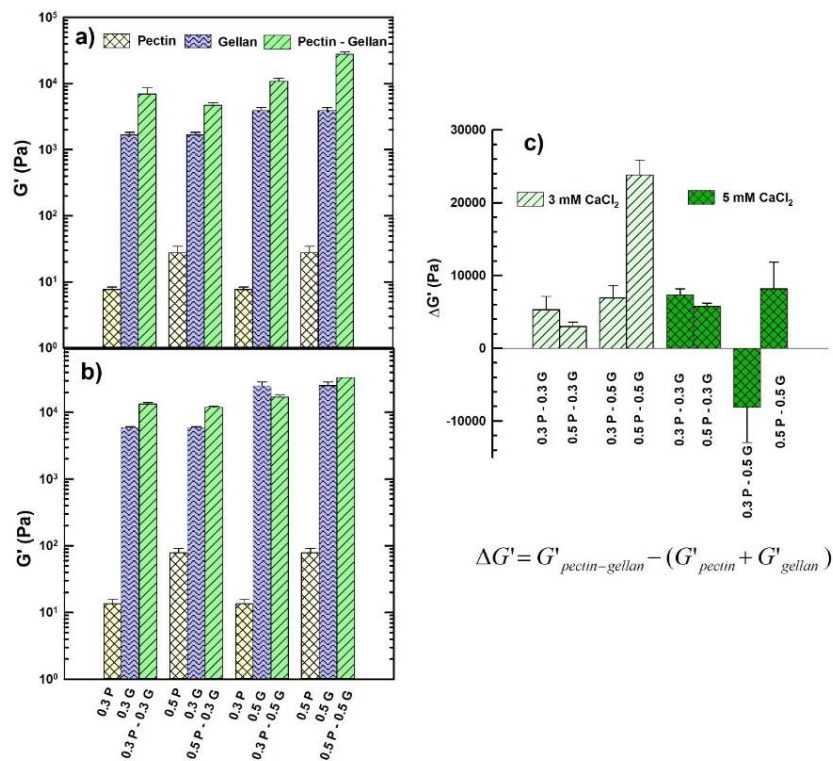 a)
Pectin Gellan Pectin - Gellan
10⁵
10⁴
10³
10²
10¹
10⁰
G' (Pa)
b)
10⁴
10³
10²
10¹
10⁰
G' (Pa)
0.3 P
0.3 G
0.3 P - 0.3 G
0.5 P
0.3 G
0.5 P - 0.3 G
0.3 P
0.5 G
0.3 P - 0.5 G
0.5 P
0.5 G
0.5 P - 0.5 G
c)
3 mM CaCl₂ 5 mM CaCl₂
30000
20000
10000
0
-10000
ΔG' (Pa)
0.3 P - 0.3 G
0.5 P - 0.3 G
0.3 P - 0.5 G
0.5 P - 0.5 G
0.3 P - 0.3 G
0.5 P - 0.3 G
0.3 P - 0.5 G
0.5 P - 0.5 G
ΔG' = G'pectin–gellan – (G'pectin + G'gellan)